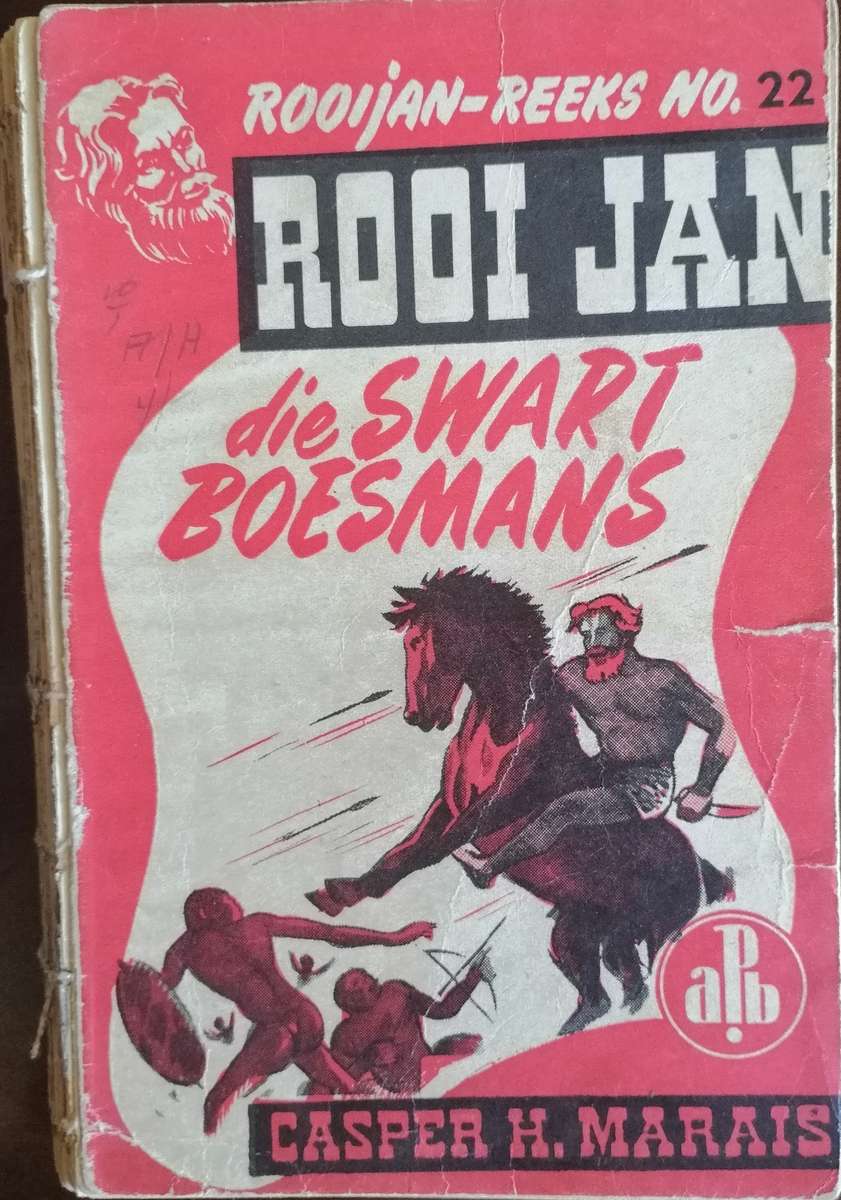 ROOIjAN-REEKS NO. 22
ROOI JAN
die SWART
BOESMANS
aPb
CASPER H. MARAIS